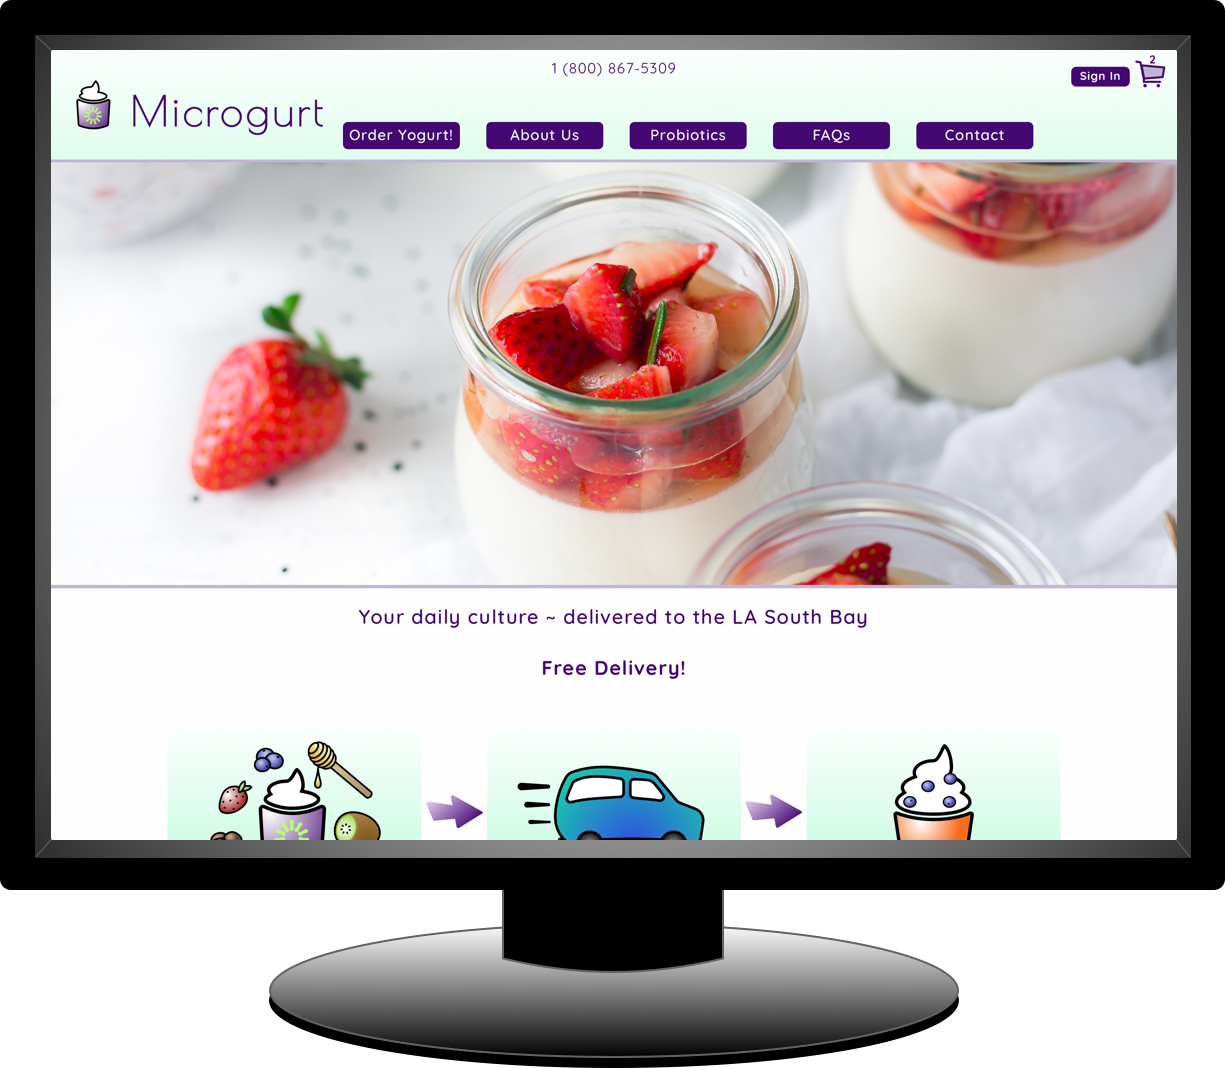 1 (800) 867-5309
2
Sign In
Microgurt
Order Yogurt!
About Us
Probiotics
FAQs
Contact
Your daily culture ~ delivered to the LA South Bay
Free Delivery!